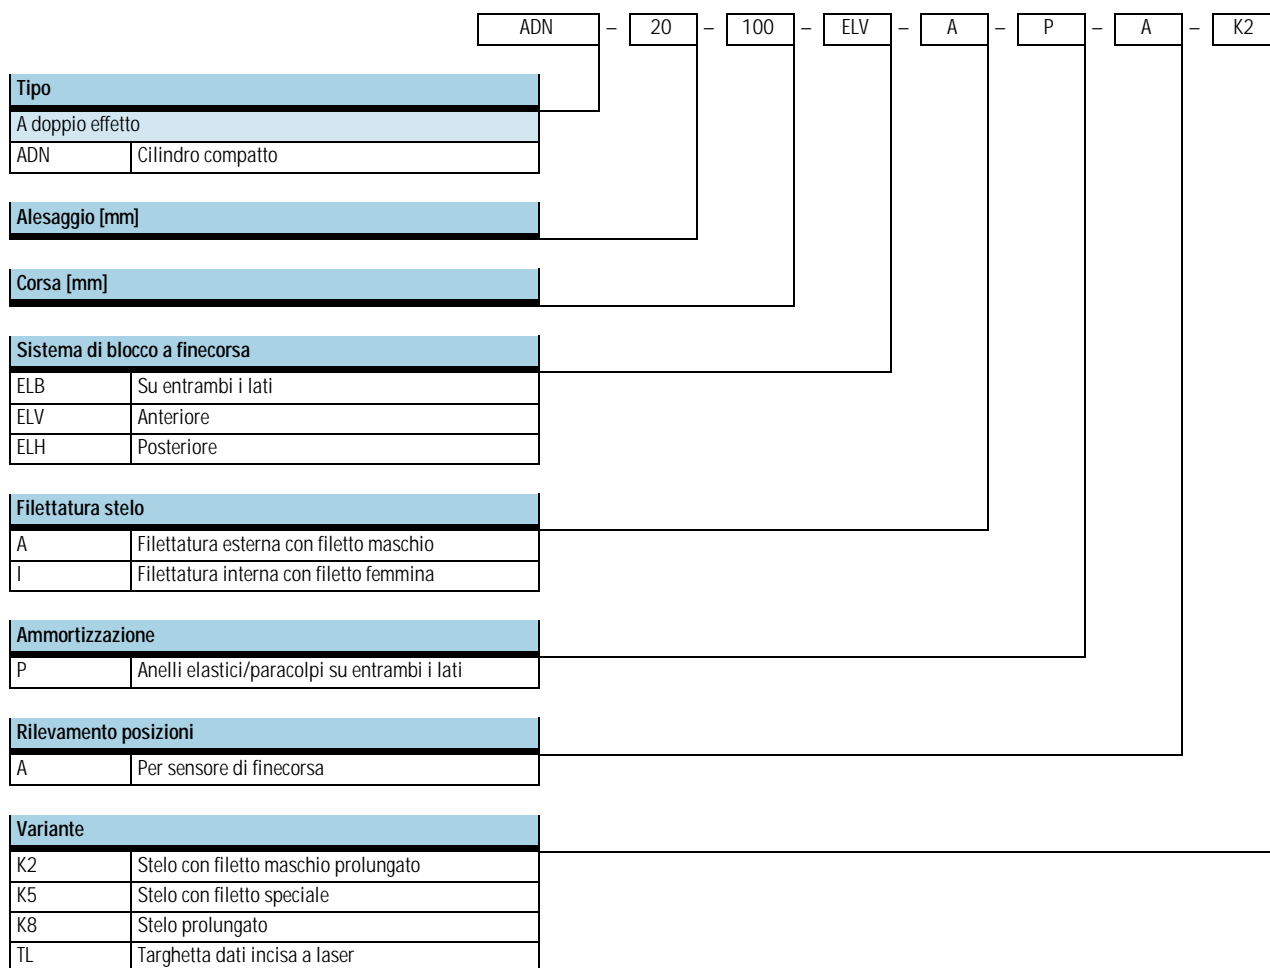 ADN – 20 – 100 – ELV – A – P – A – K2
Tipo
A doppio effetto
ADN Cilindro compatto
Alesaggio [mm]
Corsa [mm]
Sistema di blocco a finecorsa
ELB Su entrambi i lati
ELV Anteriore
ELH Posteriore
Filettatura stelo
A Filettatura esterna con filetto maschio
I Filettatura interna con filetto femmina
Ammortizzazione
P Anelli elastici/paracolpi su entrambi i lati
Rilevamento posizioni
A Per sensore di finecorsa
Variante
K2 Stelo con filetto maschio prolungato
K5 Stelo con filetto speciale
K8 Stelo prolungato
TL Targhetta dati incisa a laser